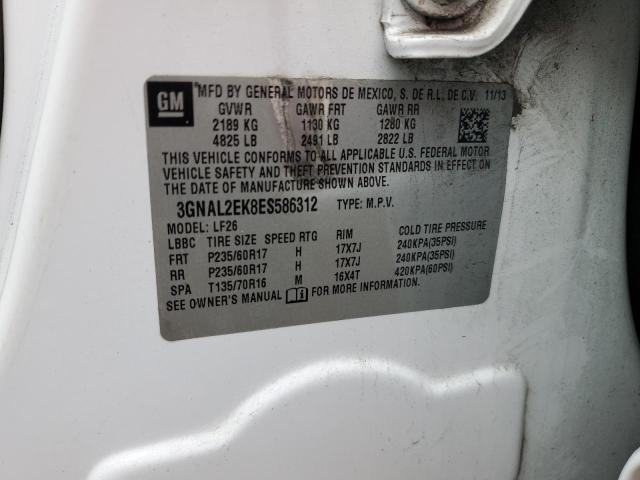 GM
MFD BY GENERAL MOTORS DE MEXICO, S. DE R.L. DE C.V. 11/13
GVWR GAWR FRT GAWR RR
2189 KG 1130 KG 1280 KG
4825 LB 2491 LB 2822 LB
THIS VEHICLE CONFORMS TO ALL APPLICABLE U.S. FEDERAL MOTOR
VEHICLE SAFETY AND THEFT PREVENTION STANDARDS IN EFFECT ON
THE DATE OF MANUFACTURE SHOWN ABOVE.
3GNAL2EK8ES586312 TYPE: M.P.V.
MODEL: LF26
LBBC TIRE SIZE SPEED RTG RIM COLD TIRE PRESSURE
FRT P235/60R17 H 17X7J 240KPA(35PSI)
RR P235/60R17 H 17X7J 240KPA(35PSI)
SPA T135/70R16 M 16X4T 420KPA(60PSI)
SEE OWNER'S MANUAL FOR MORE INFORMATION.